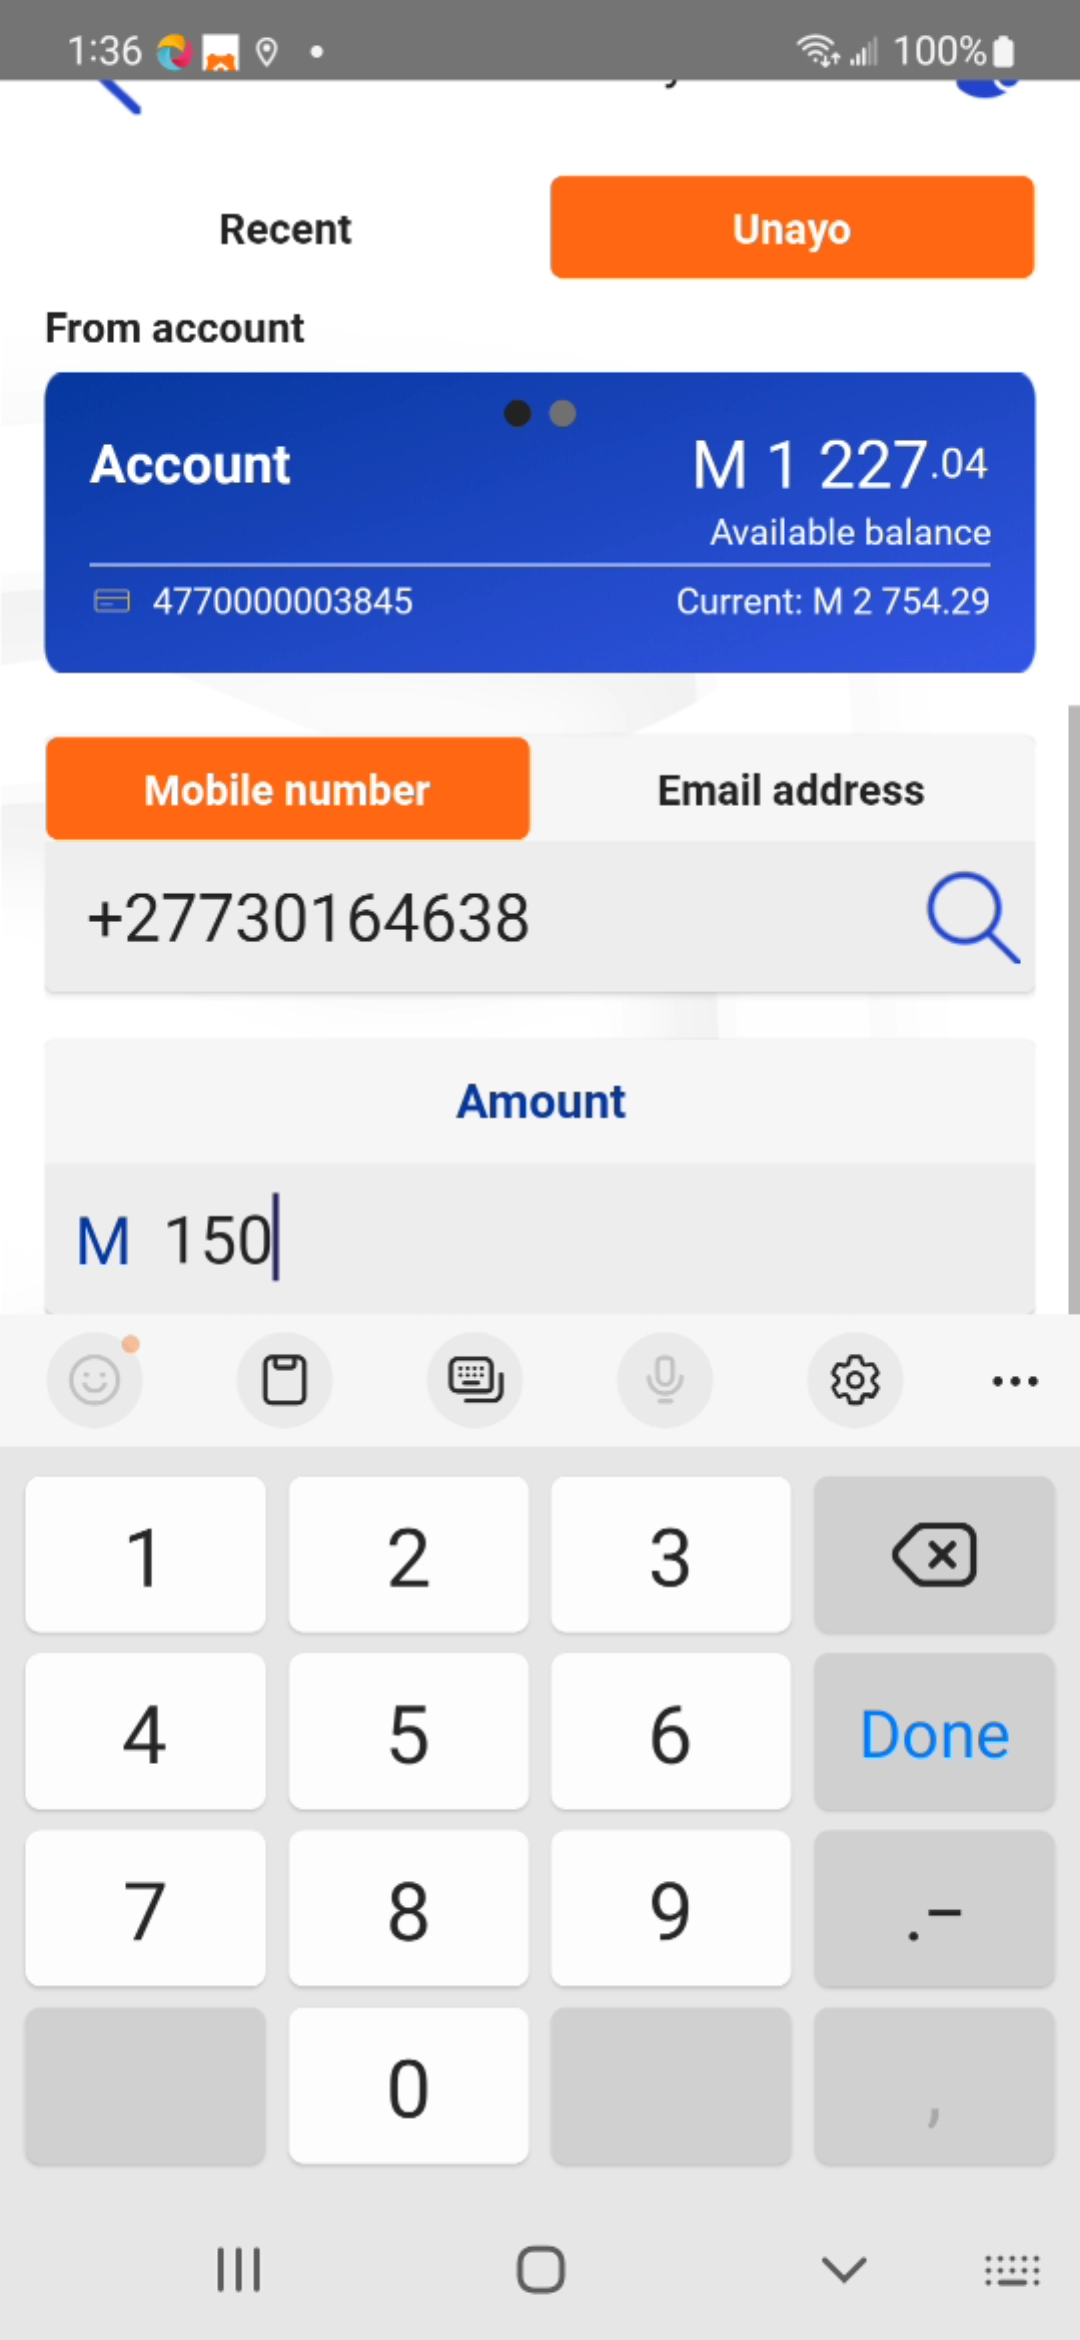 1:36 100%
Recent Unayo
From account
Account M 1 227.04
Available balance
4770000003845 Current: M 2 754.29
Mobile number Email address
+27730164638
Amount
M 150
1 2 3
4 5 6 Done
7 8 9 .-
0 ,